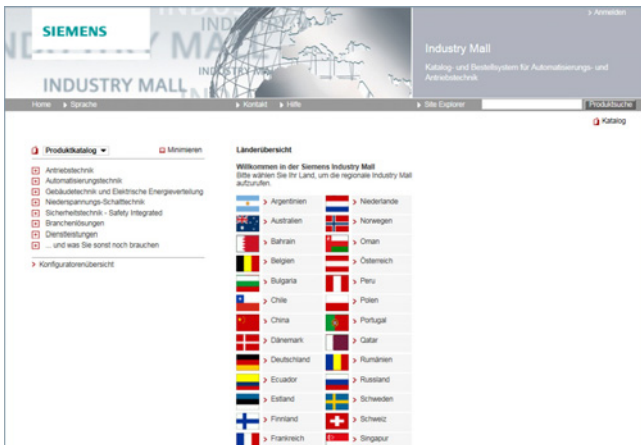 > Anmelden
SIEMENS
INDUSTRY MALL
INDUSTRY MALL
Industry Mall
Katalog- und Bestellsystem für Automatisierungs- und
Antriebstechnik
Home
Sprache
Kontakt
Hilfe
Site Explorer
Produktsuche
Katalog
Produktkatalog
Minimieren
Antriebstechnik
Automatisierungstechnik
Gebäudetechnik und Elektrische Energieverteilung
Niederspannungs-Schalttechnik
Sicherheitstechnik - Safety Integrated
Branchenlösungen
Dienstleistungen
... und was Sie sonst noch brauchen
> Konfiguratorenübersicht
Länderübersicht
Willkommen in der Siemens Industry Mall
Bitte wählen Sie Ihr Land, um die regionale Industry Mall
aufzurufen.
> Argentinien
> Niederlande
> Australien
> Norwegen
> Bahrain
> Oman
> Belgien
> Österreich
> Bulgaria
> Peru
> Chile
> Polen
> China
> Portugal
> Dänemark
> Qatar
> Deutschland
> Rumänien
> Ecuador
> Russland
> Estland
> Schweden
> Finnland
> Schweiz
> Frankreich
> Singapur